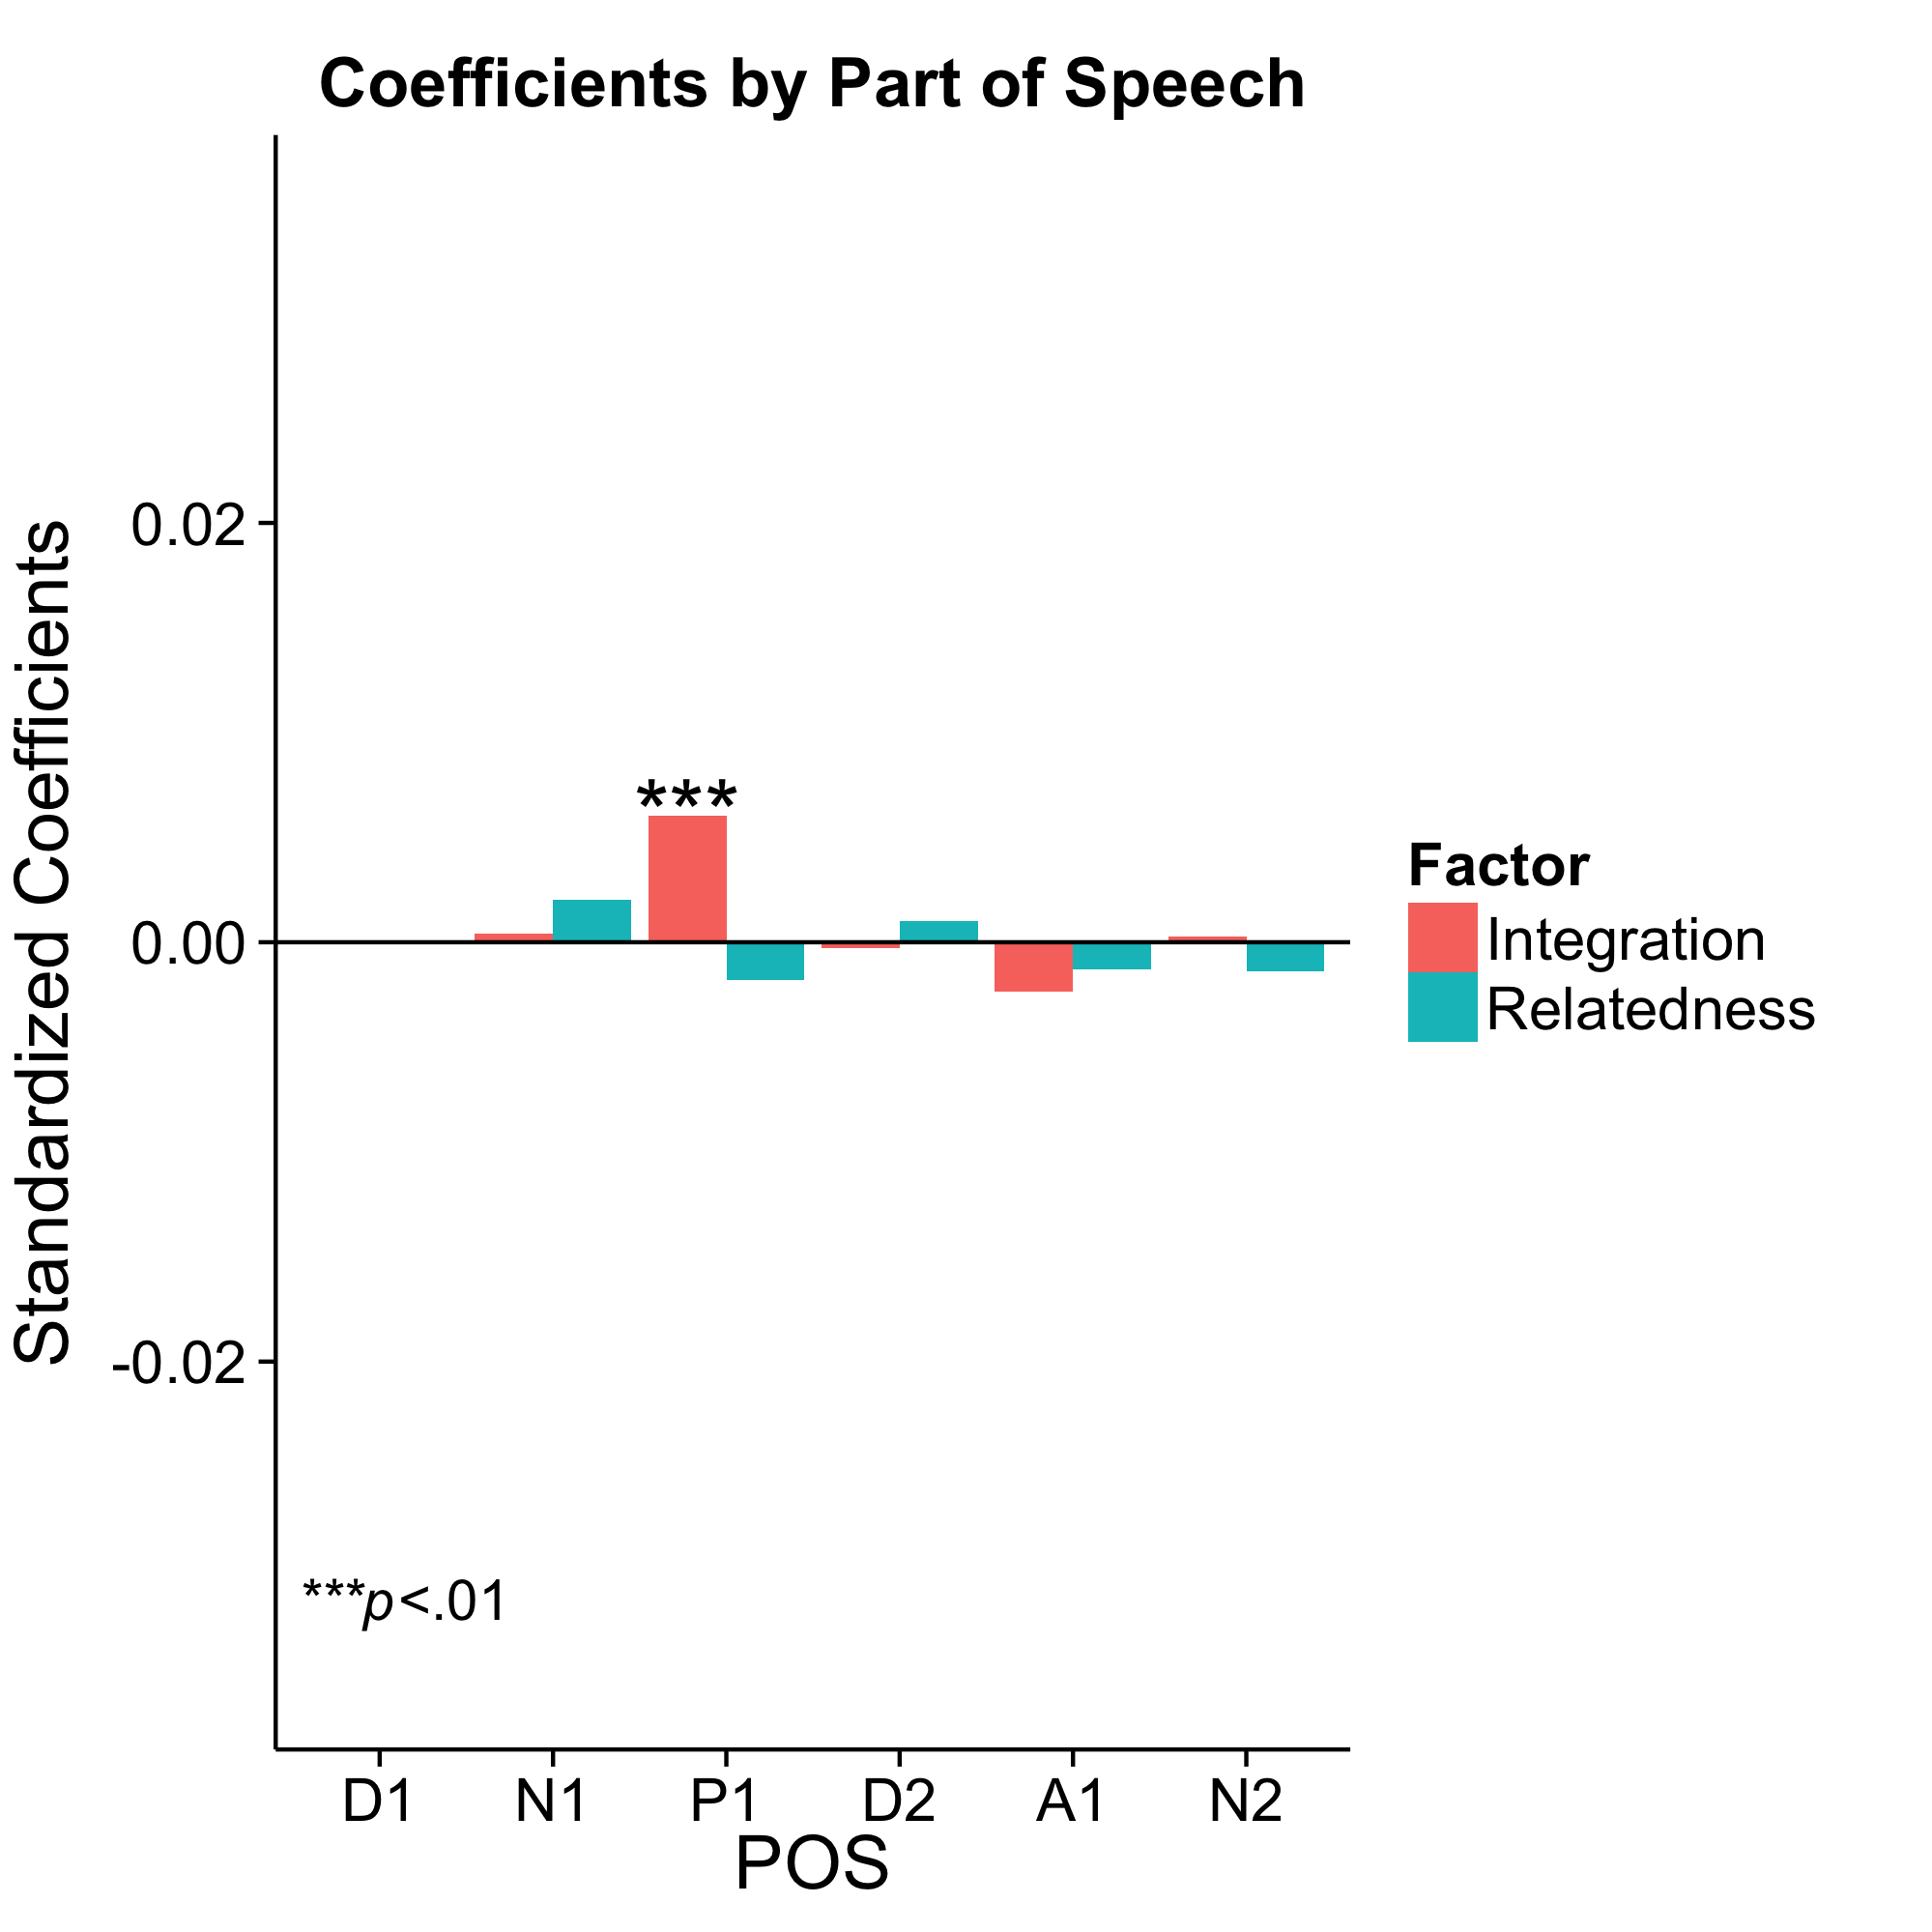 Coefficients by Part of Speech
Standardized Coefficients
0.02
0.00
-0.02
***
***p<.01
D1 N1 P1 D2 A1 N2
POS
Factor
Integration
Relatedness